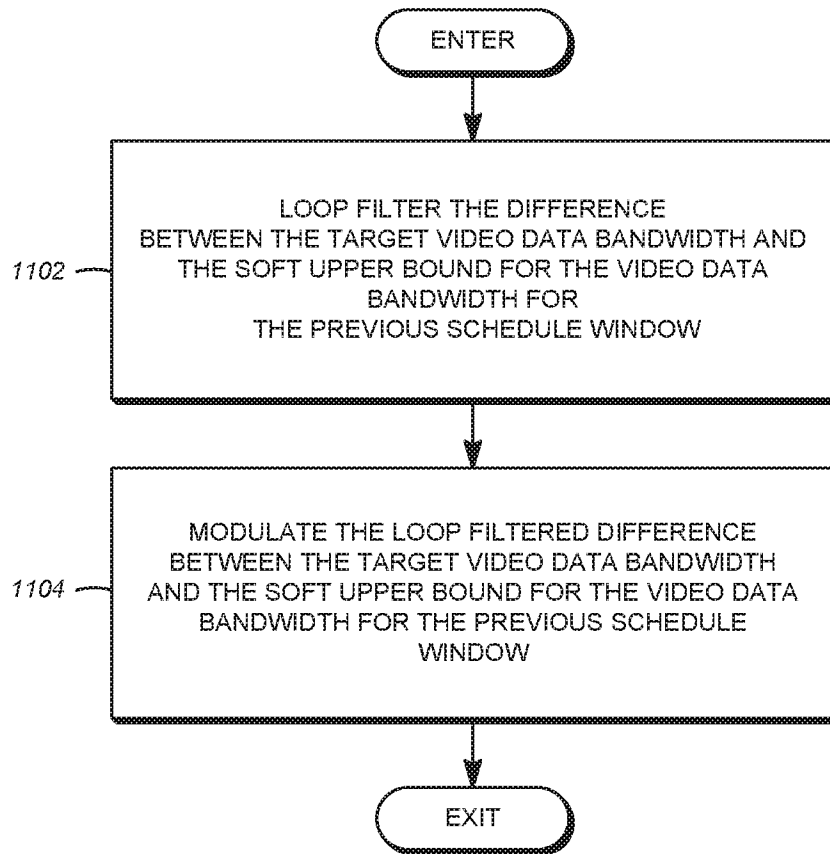 ENTER
LOOP FILTER THE DIFFERENCE
BETWEEN THE TARGET VIDEO DATA BANDWIDTH AND
THE SOFT UPPER BOUND FOR THE VIDEO DATA
BANDWIDTH FOR
THE PREVIOUS SCHEDULE WINDOW
1102
MODULATE THE LOOP FILTERED DIFFERENCE
BETWEEN THE TARGET VIDEO DATA BANDWIDTH
AND THE SOFT UPPER BOUND FOR THE VIDEO DATA
BANDWIDTH FOR THE PREVIOUS SCHEDULE
WINDOW
1104
EXIT